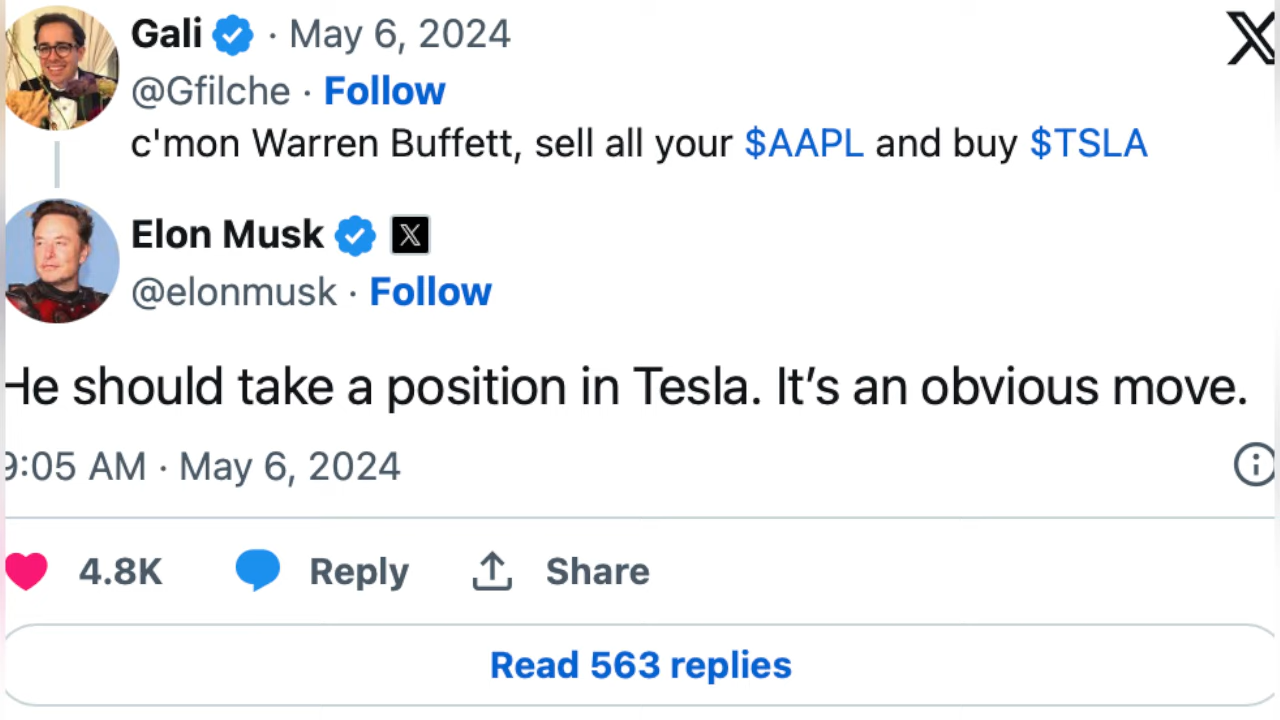 Gali · May 6, 2024
@Gfilche · Follow
c'mon Warren Buffett, sell all your $AAPL and buy $TSLA
Elon Musk
@elonmusk · Follow
He should take a position in Tesla. It’s an obvious move.
9:05 AM · May 6, 2024
4.8K Reply Share
Read 563 replies